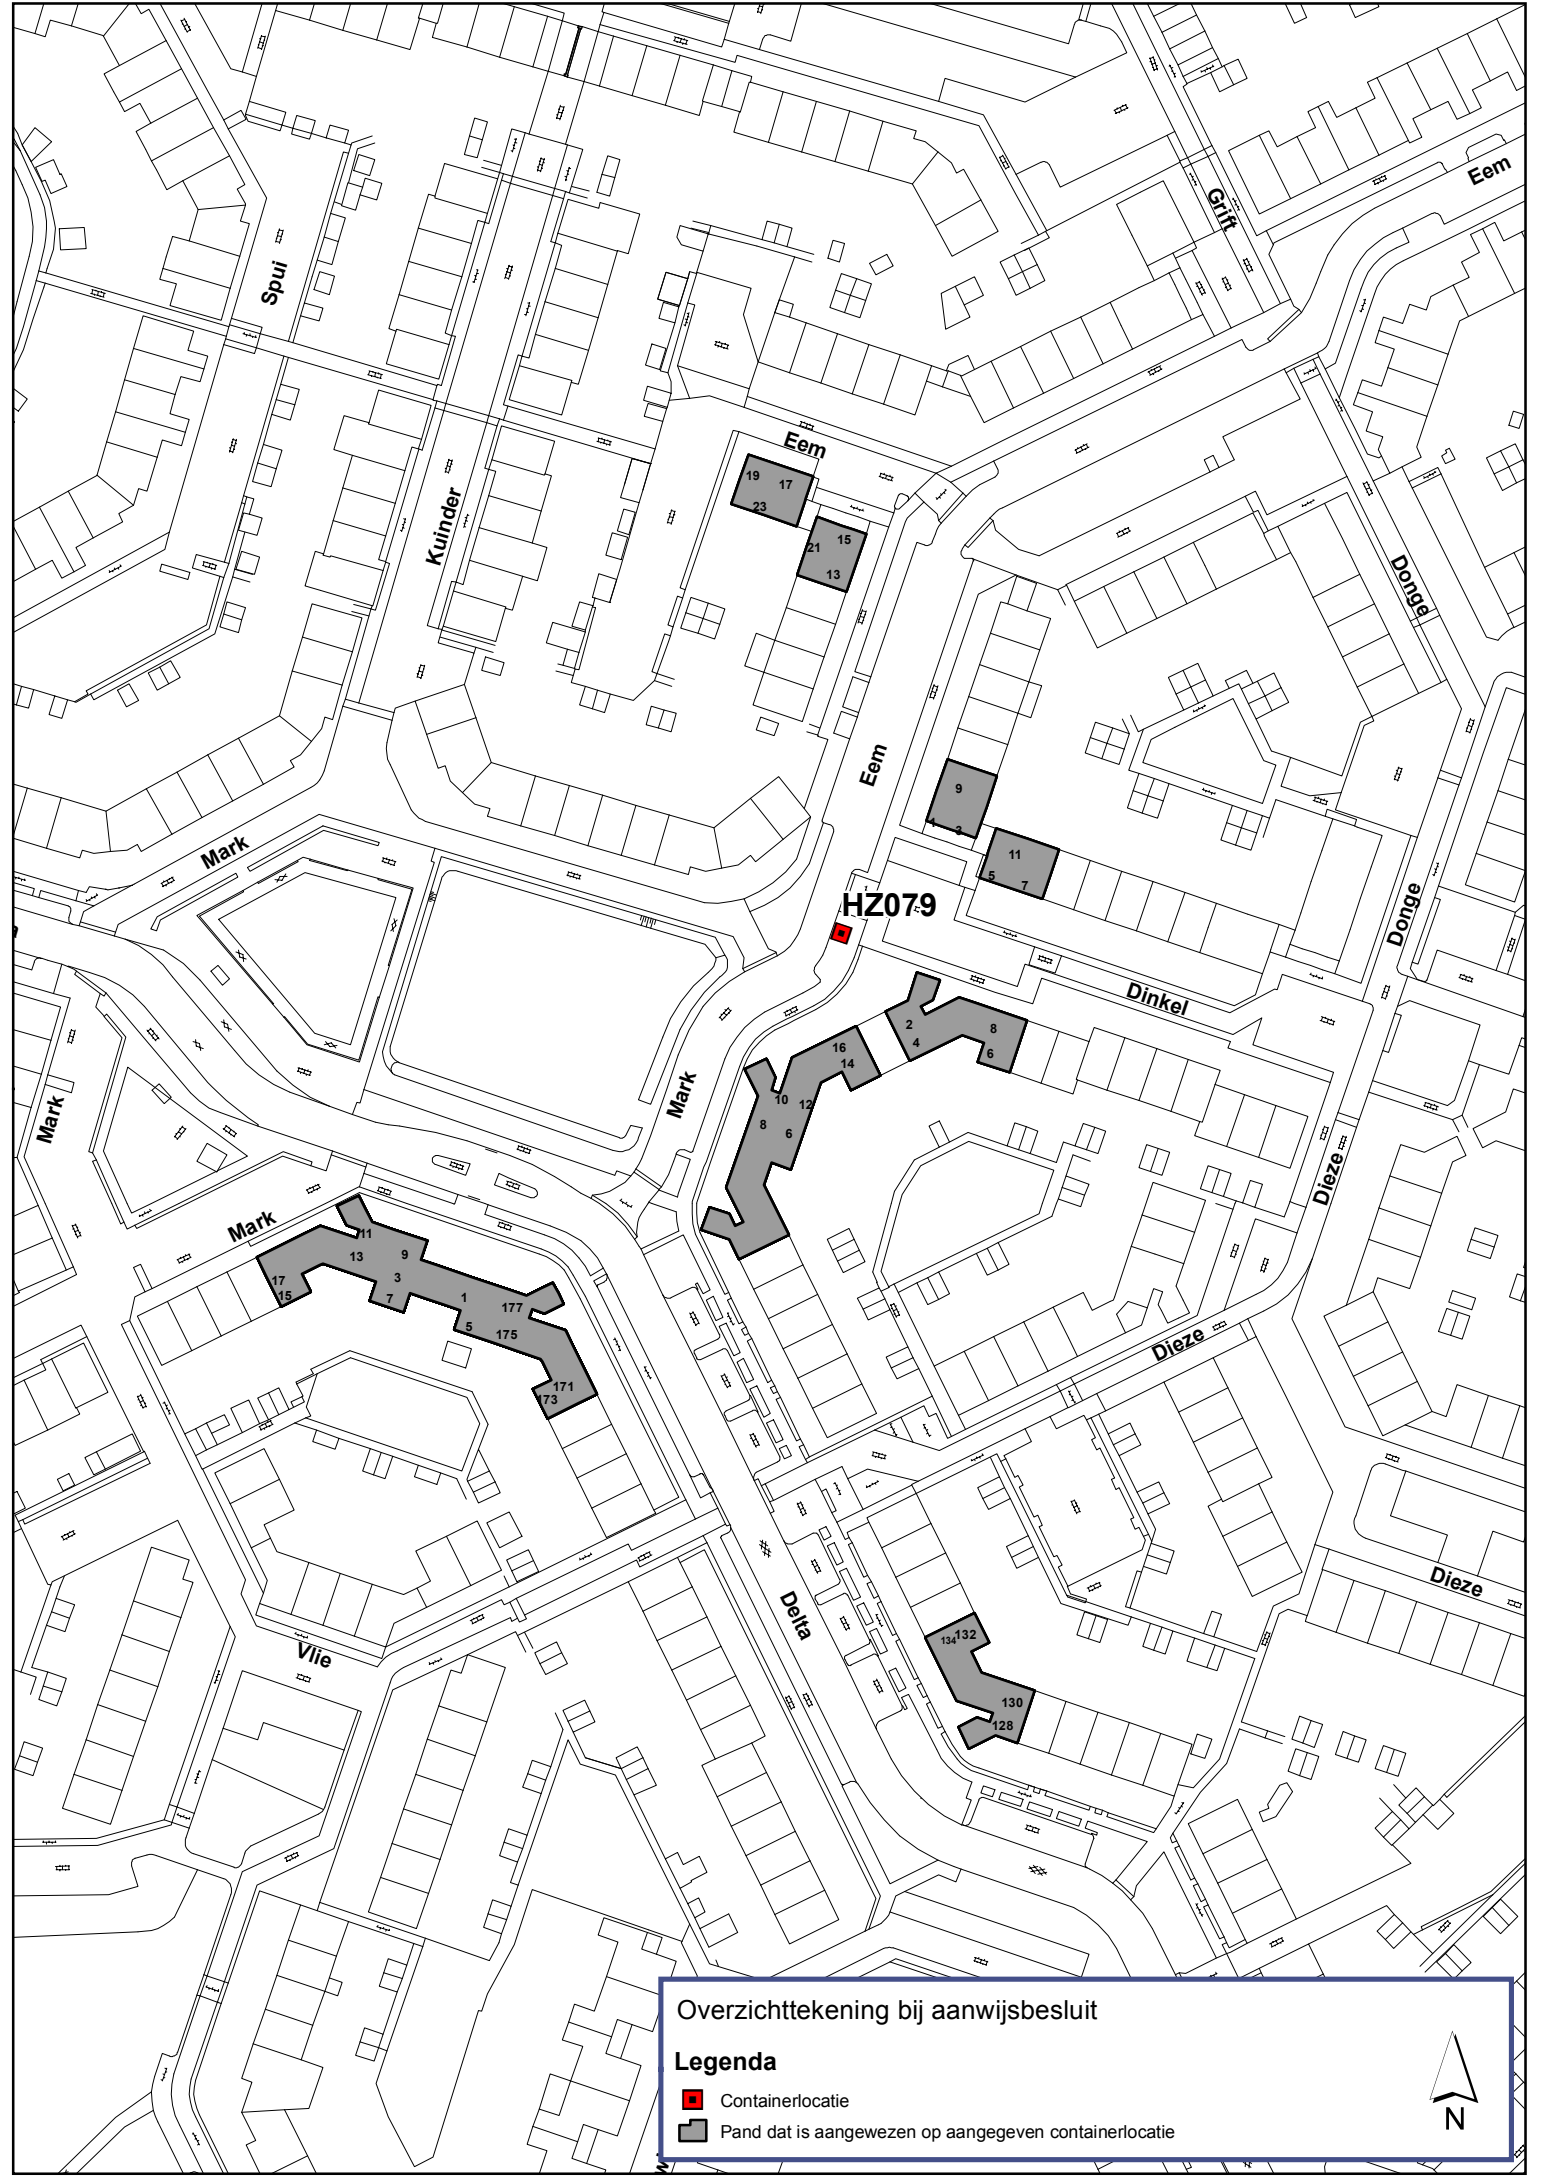 Eem
Grift
Spui
Eem
19
17
23
Kuinder
21
15
13
Donge
Eem
9
1
3
11
5
7
Mark
HZ079
Donge
Dinkel
2
4
8
6
16
14
Mark
10
12
8
6
Mark
Dieze
Mark
11
13
9
17
15
3
7
1
177
5
175
171
173
Dieze
Dieze
Delta
134
132
130
128
Vlie
Overzichttekening bij aanwijsbesluit
Legenda
Containerlocatie
Pand dat is aangewezen op aangegeven containerlocatie
N